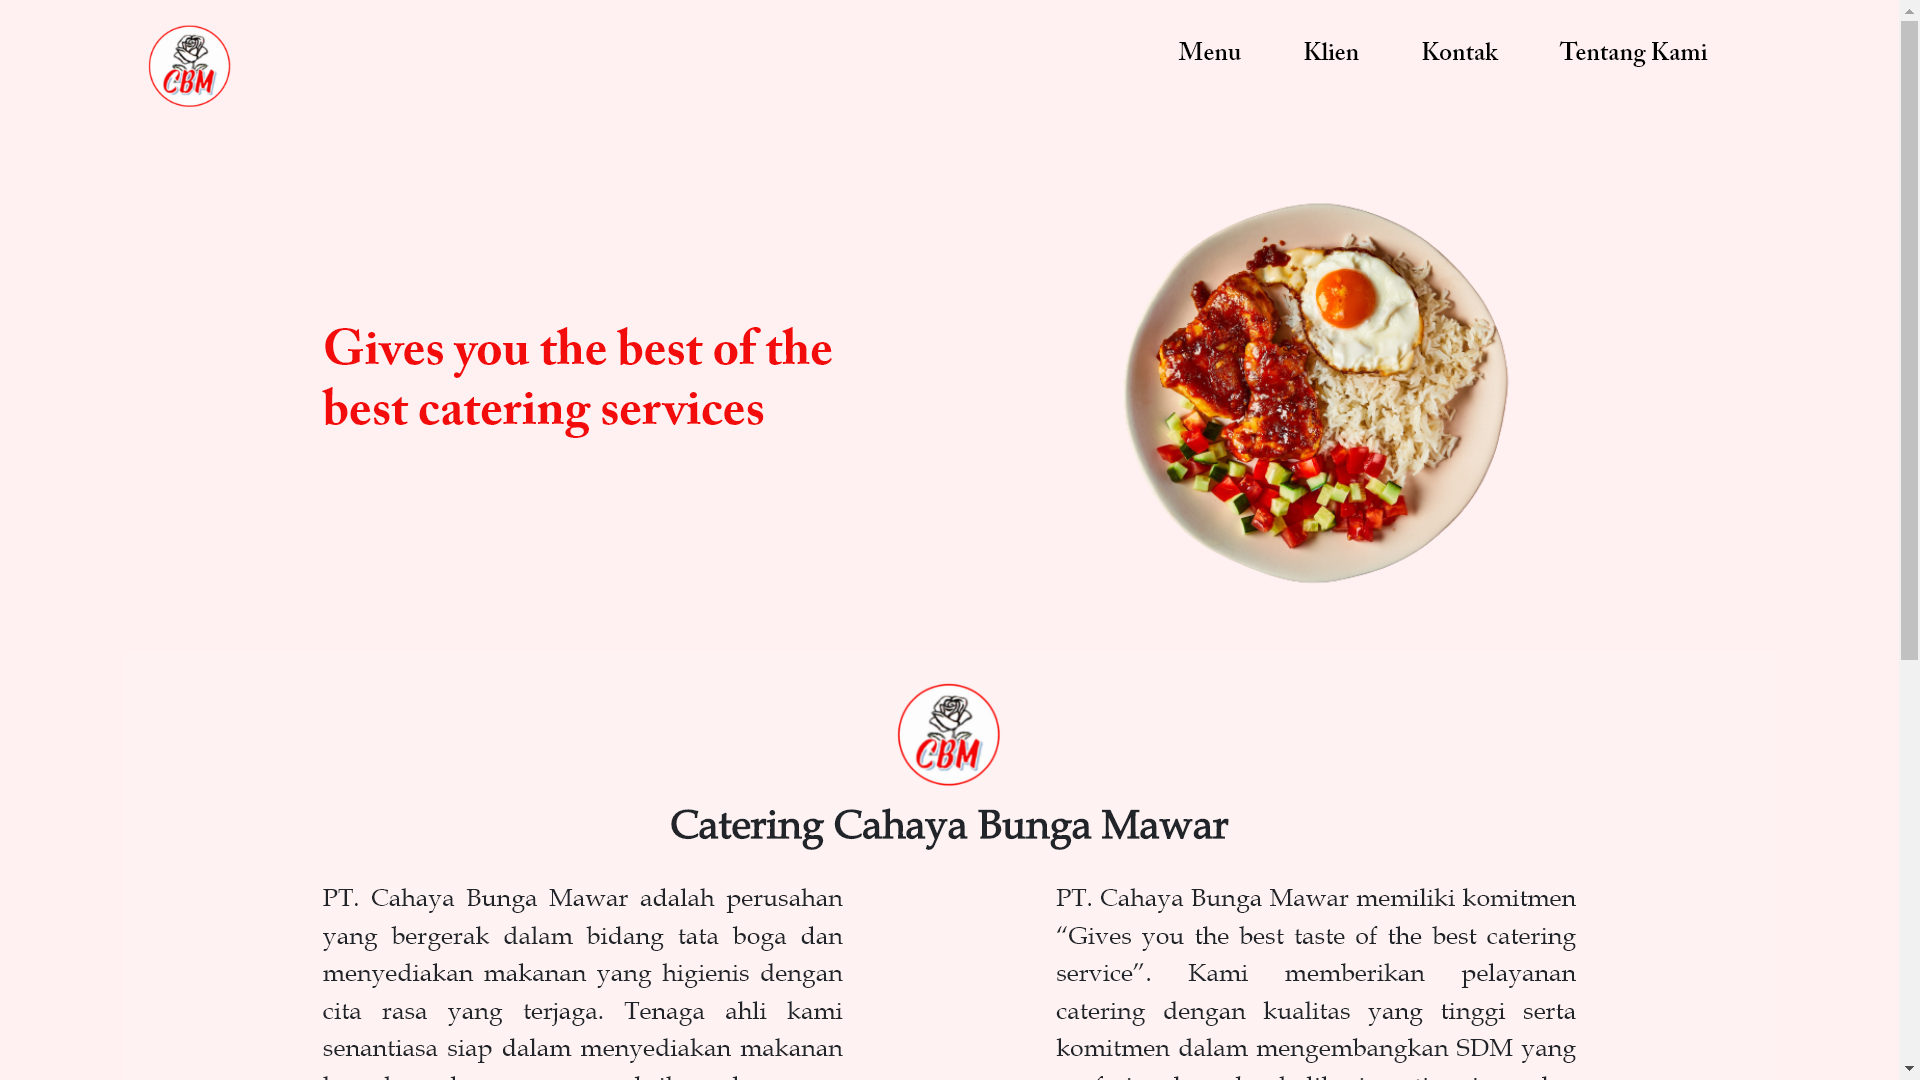 CBM
Menu
Klien
Kontak
Tentang Kami
Gives you the best of the
best catering services
CBM
Catering Cahaya Bunga Mawar
PT. Cahaya Bunga Mawar adalah perusahan
yang bergerak dalam bidang tata boga dan
menyediakan makanan yang higienis dengan
cita rasa yang terjaga. Tenaga ahli kami
senantiasa siap dalam menyediakan makanan
PT. Cahaya Bunga Mawar memiliki komitmen
“Gives you the best taste of the best catering
service”. Kami memberikan pelayanan
catering dengan kualitas yang tinggi serta
komitmen dalam mengembangkan SDM yang